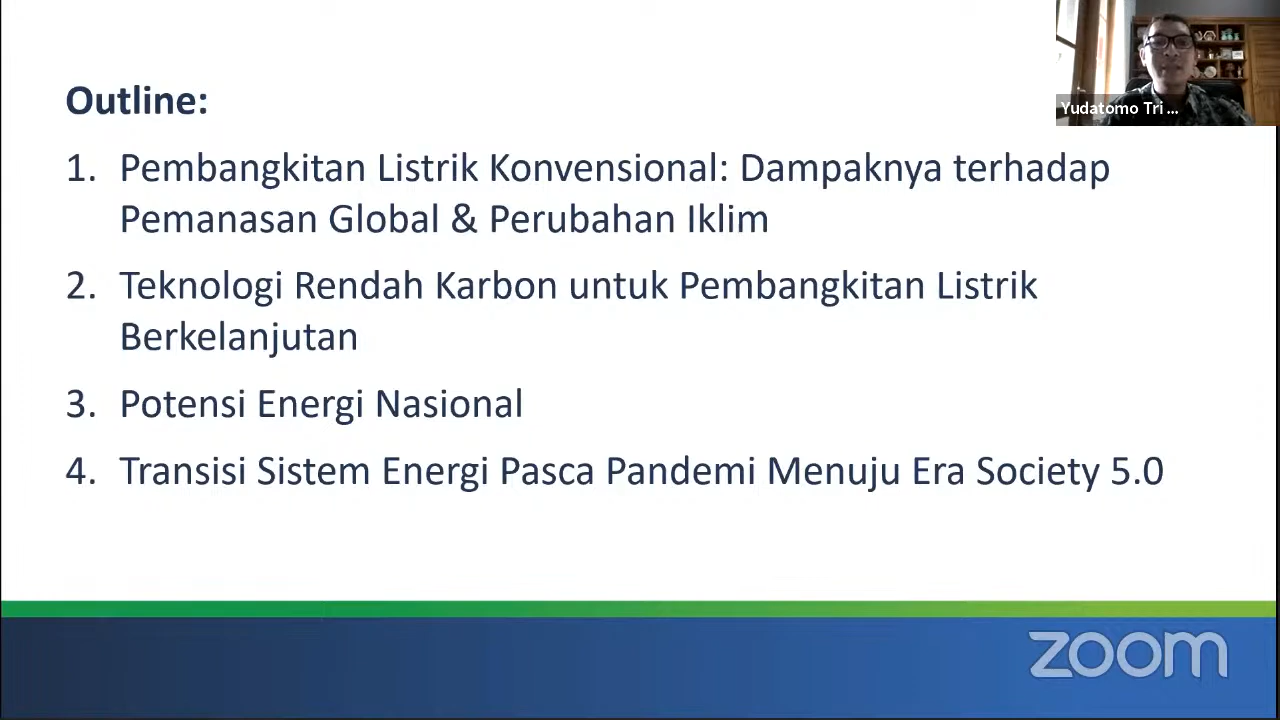 Outline:
1. Pembangkitan Listrik Konvensional: Dampaknya terhadap
Pemanasan Global & Perubahan Iklim
2. Teknologi Rendah Karbon untuk Pembangkitan Listrik
Berkelanjutan
3. Potensi Energi Nasional
4. Transisi Sistem Energi Pasca Pandemi Menuju Era Society 5.0
Yudatomo Tri ...
zoom